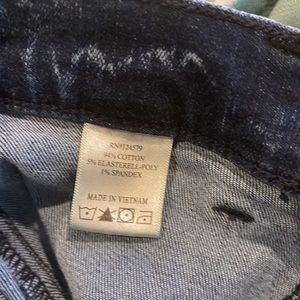 RN#124579
94% COTTON
5% ELASTERELL-POLY
1% SPANDEX
MADE IN VIETNAM